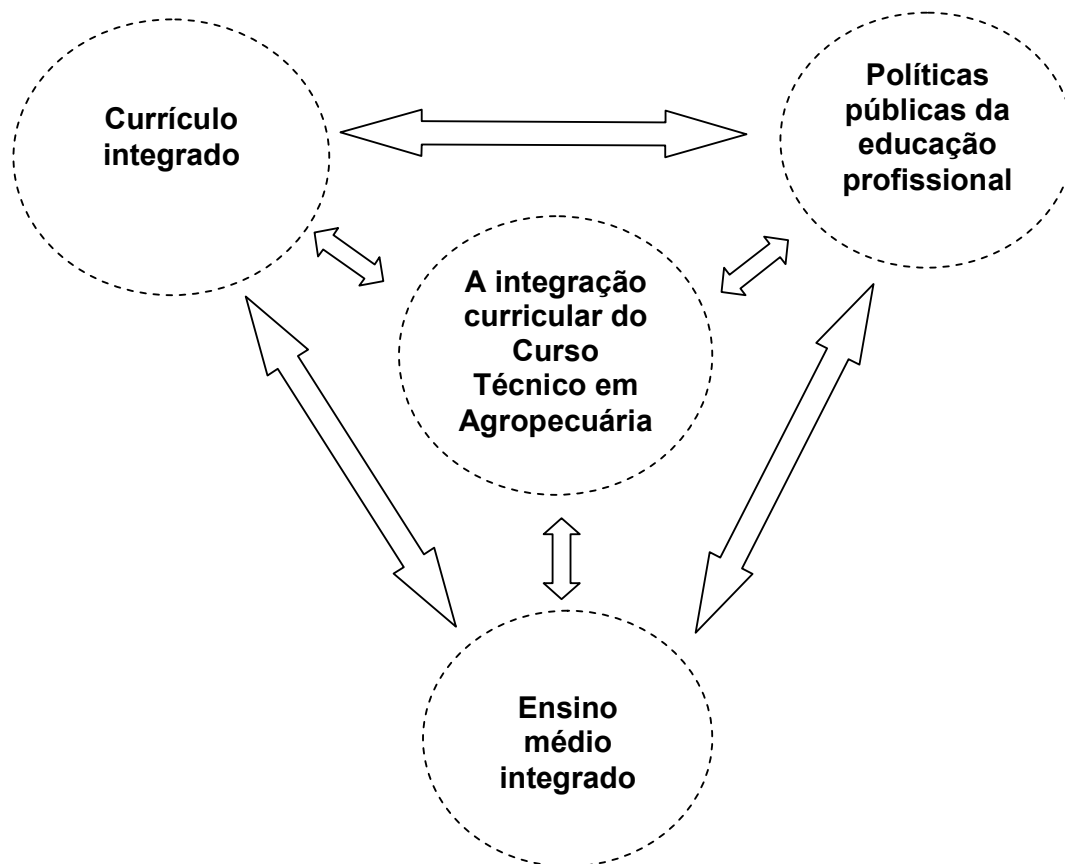 Currículo
integrado
Políticas
públicas da
educação
profissional
A integração
curricular do
Curso
Técnico em
Agropecuária
Ensino
médio
integrado